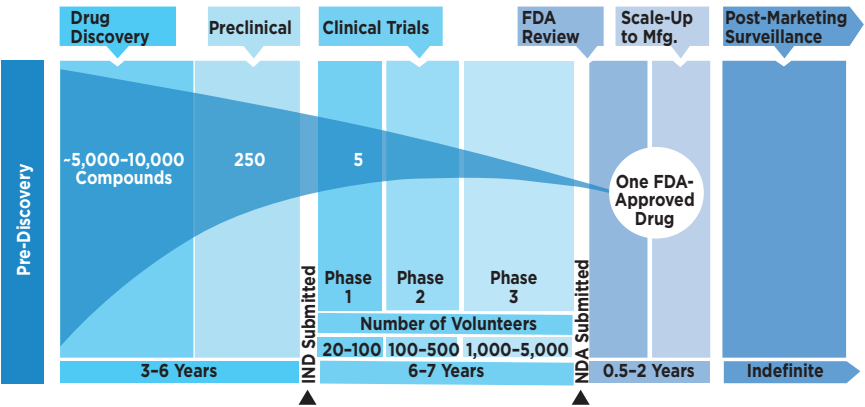 Drug
Discovery
Preclinical
Clinical Trials
FDA
Review
Scale-Up
to Mfg.
Post-Marketing
Surveillance
Pre-Discovery
~5,000–10,000
Compounds
250
5
One FDA-
Approved
Drug
IND Submitted
Phase
1
Phase
2
Phase
3
NDA Submitted
Number of Volunteers
20–100
100–500
1,000–5,000
3–6 Years
6–7 Years
0.5–2 Years
Indefinite